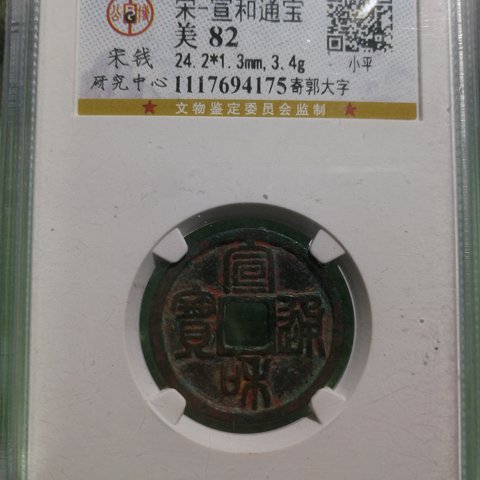 宋-宣和通宝
美 82
24.2*1.3mm, 3.4g 小平
宋钱
研究中心 1117694175 寄郭大字
★ 文物鉴定委员会监制 ★
宣
寶 通
和